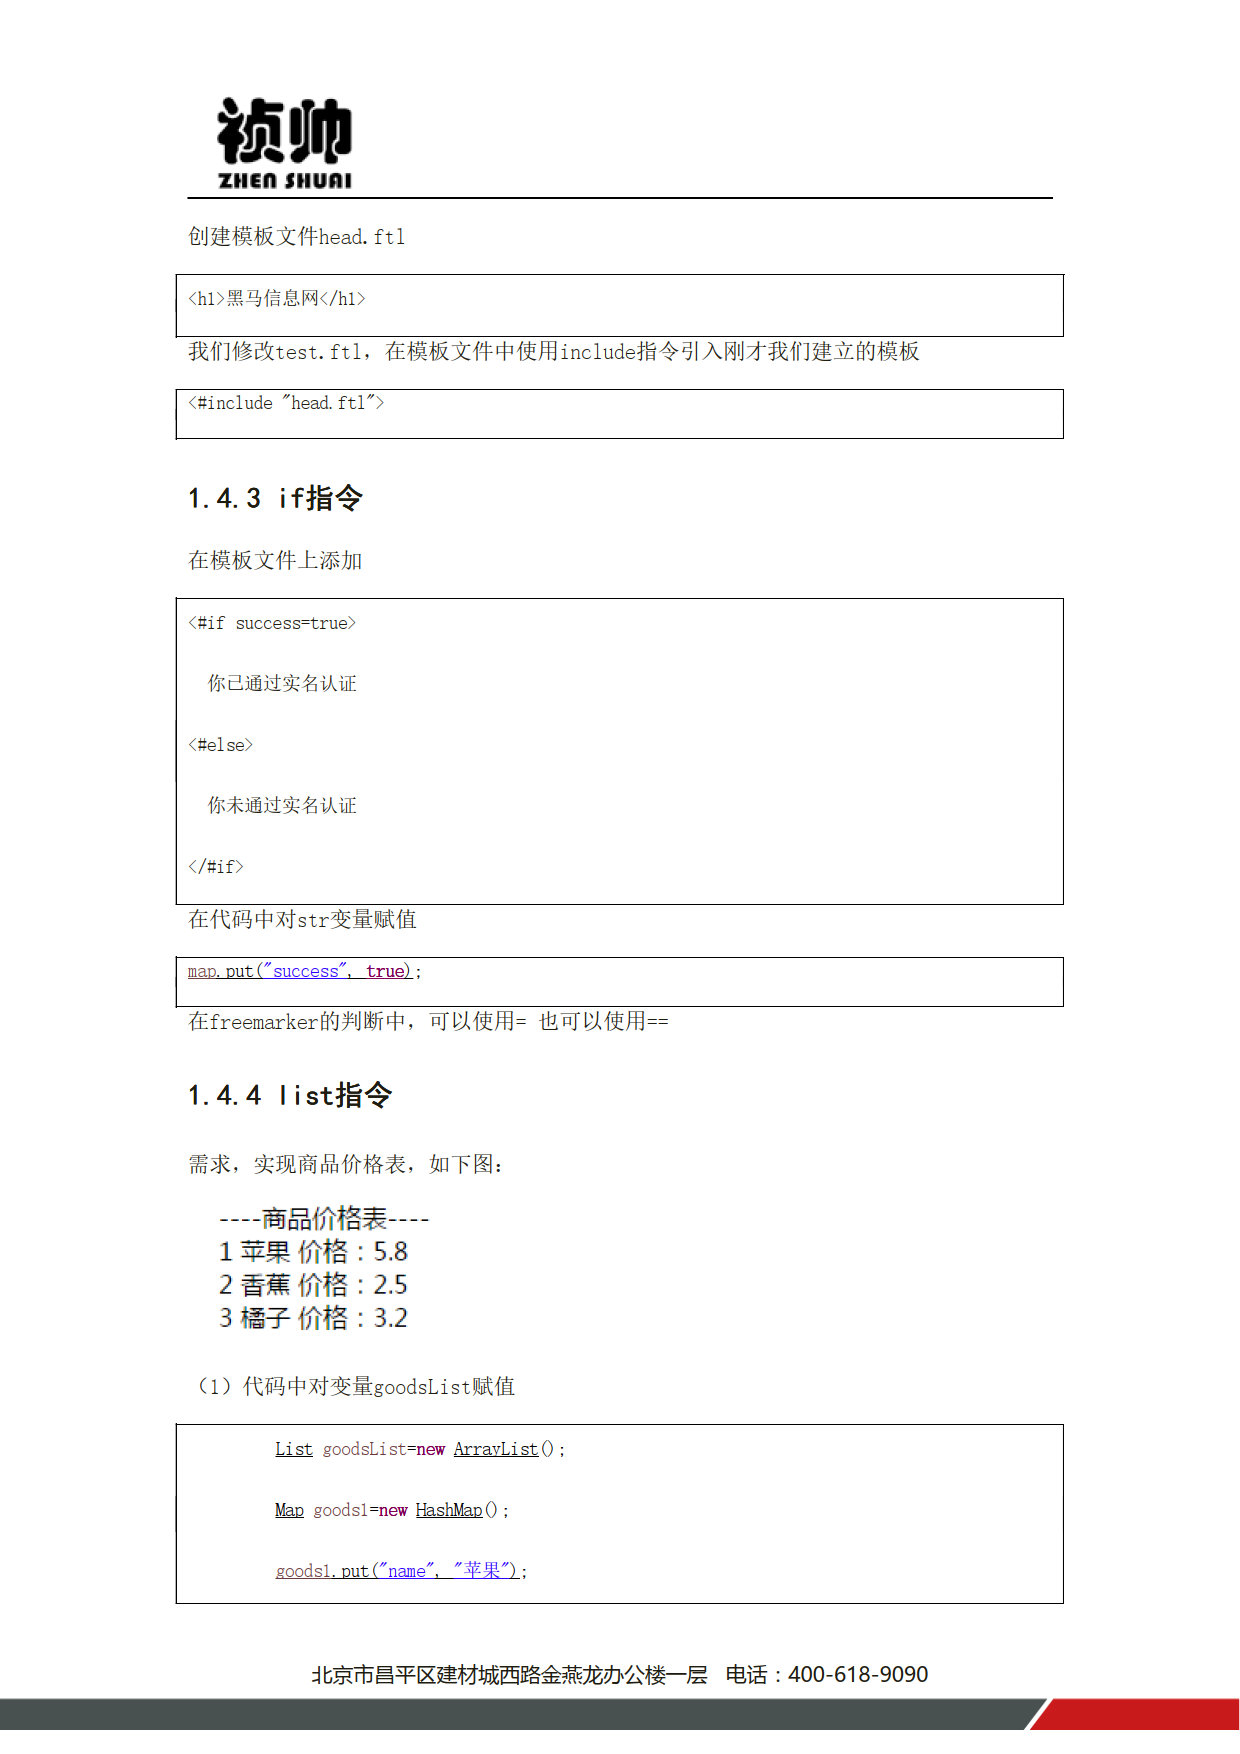 祯帅
ZHEN SHUAI
创建模板文件head.ftl
<h1>黑马信息网</h1>
我们修改test.ftl，在模板文件中使用include指令引入刚才我们建立的模板
<#include "head.ftl">
1.4.3 if指令
在模板文件上添加
<#if success=true>
你已通过实名认证
<#else>
你未通过实名认证
</#if>
在代码中对str变量赋值
map.put("success", true);
在freemarker的判断中，可以使用= 也可以使用==
1.4.4 list指令
需求，实现商品价格表，如下图：
----商品价格表----
1 苹果 价格：5.8
2 香蕉 价格：2.5
3 橘子 价格：3.2
（1）代码中对变量goodsList赋值
List goodsList=new ArrayList();
Map goods1=new HashMap();
goods1.put("name", "苹果");
北京市昌平区建材城西路金燕龙办公楼一层 电话：400-618-9090